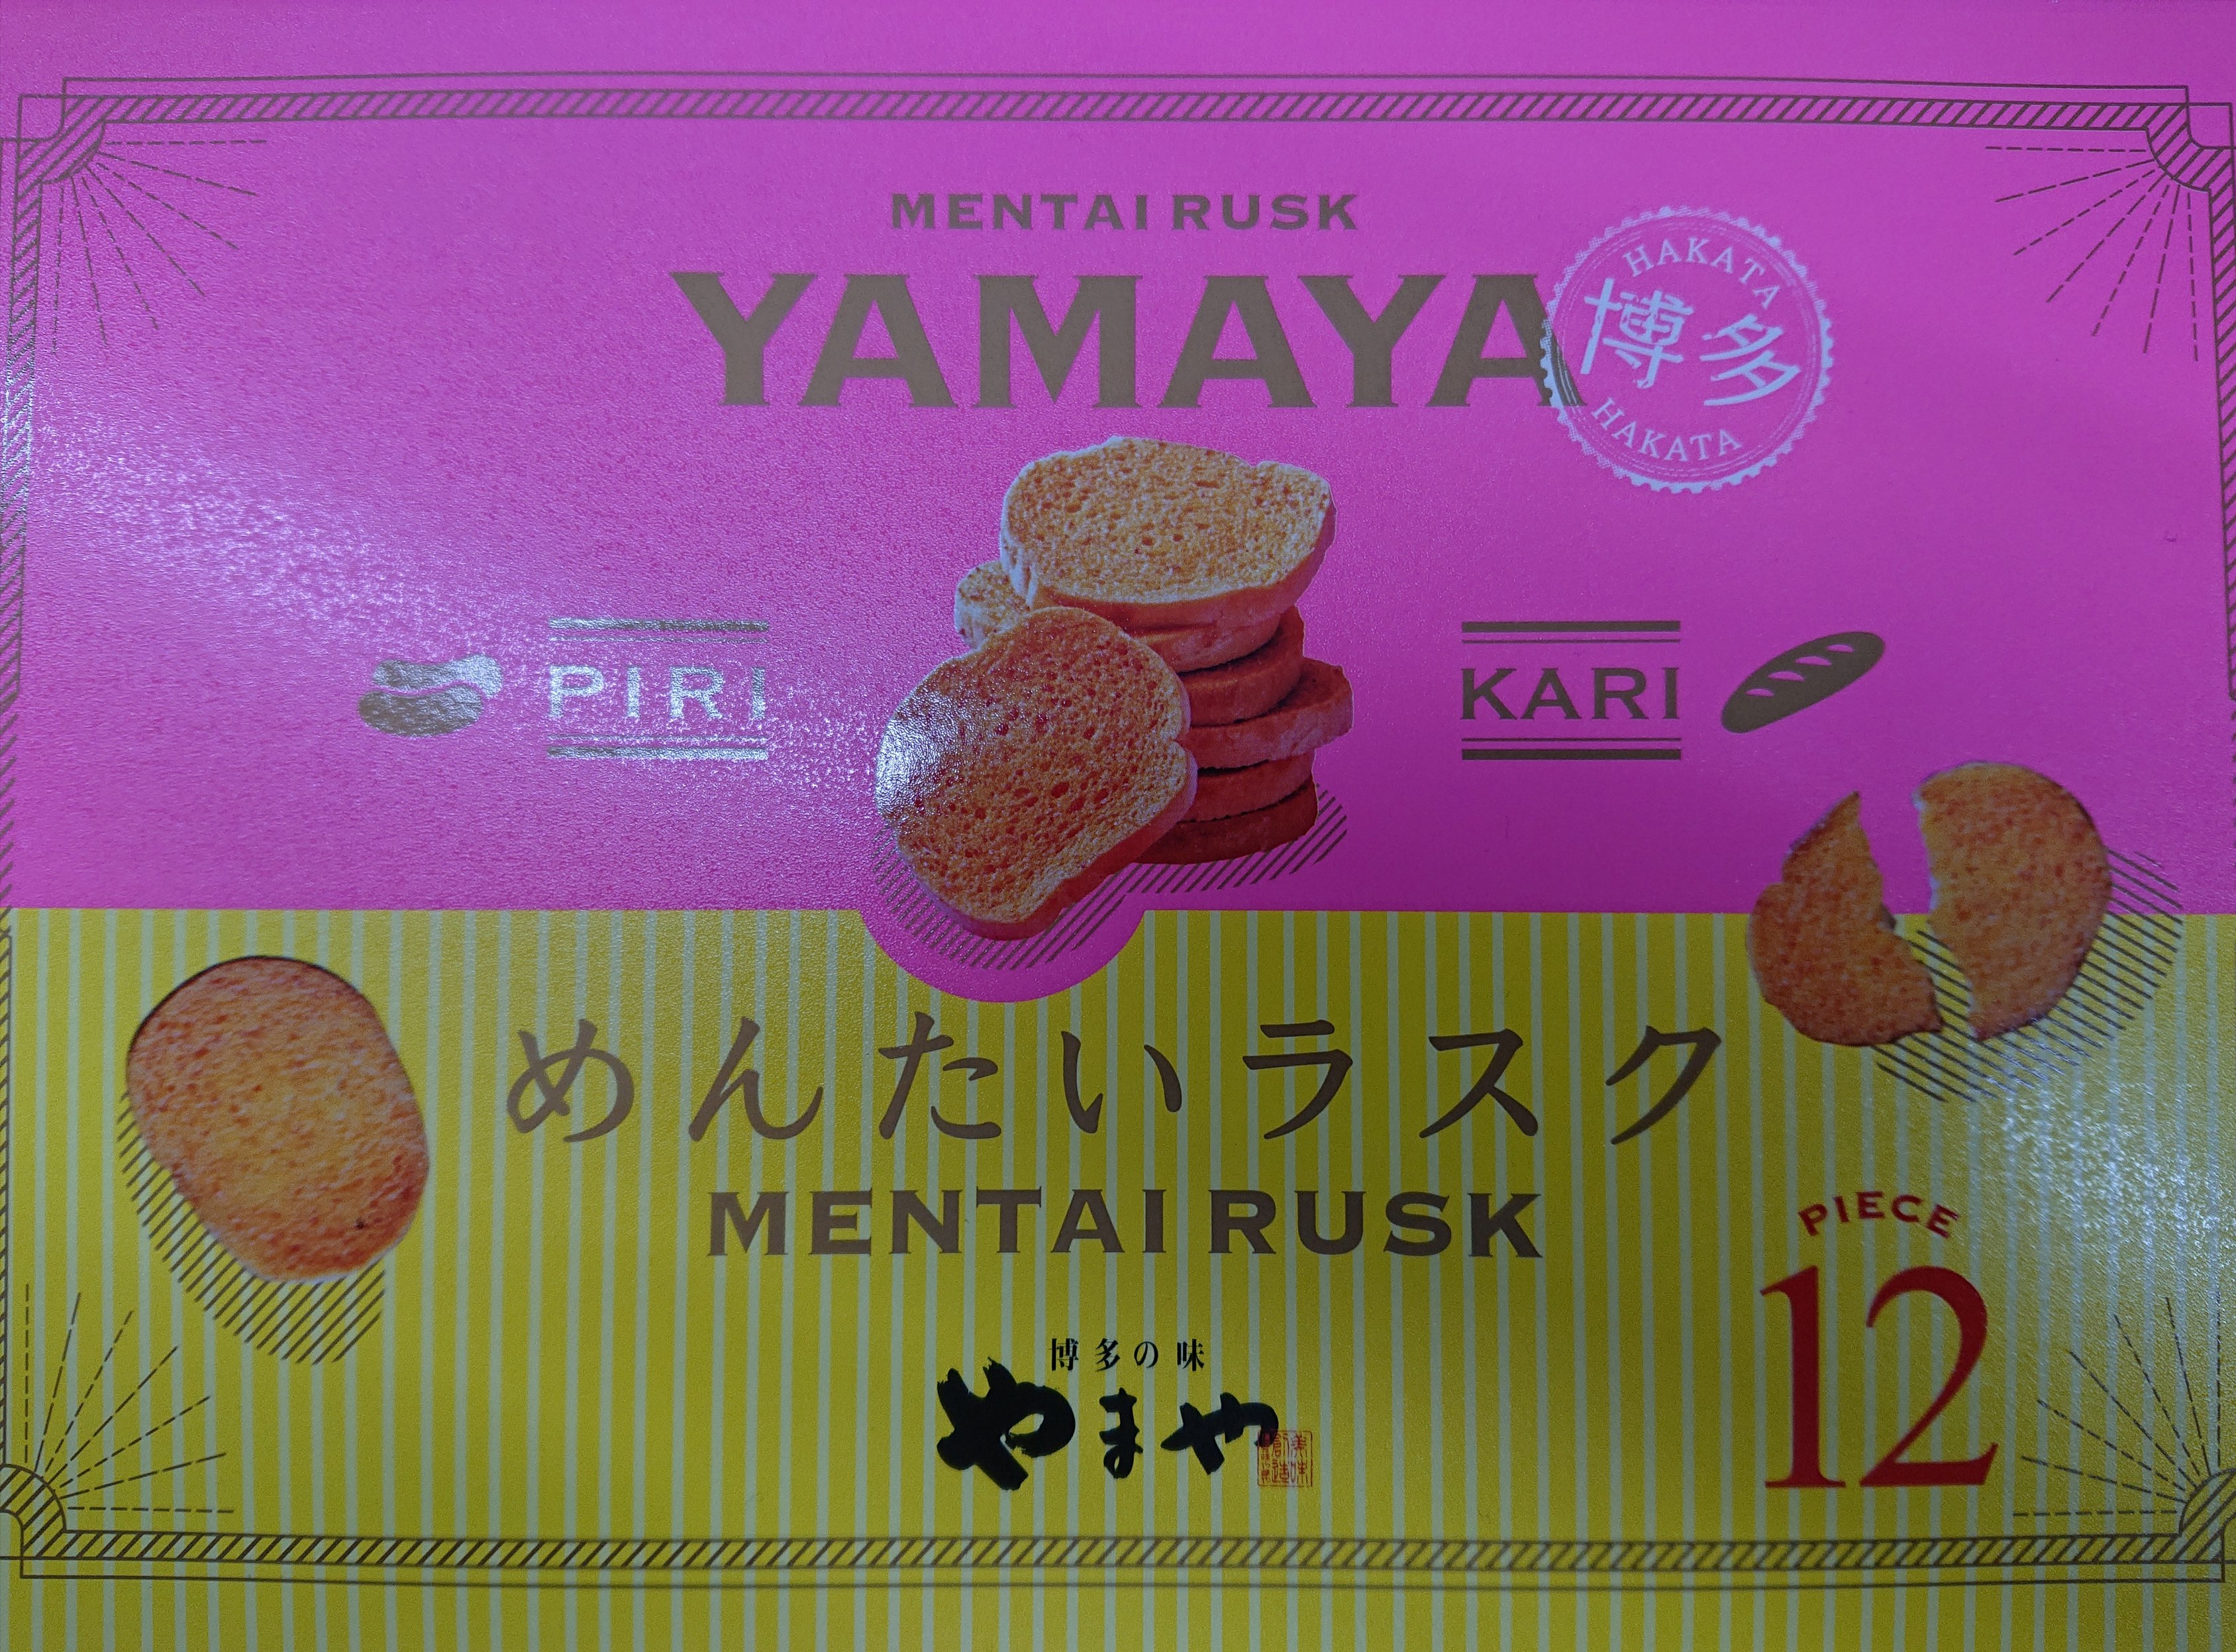 MENTAI RUSK
YAMAYA
HAKATA
博多
HAKATA
PIRI
KARI
めんたいラスク
MENTAI RUSK
PIECE
12
博多の味
やまや